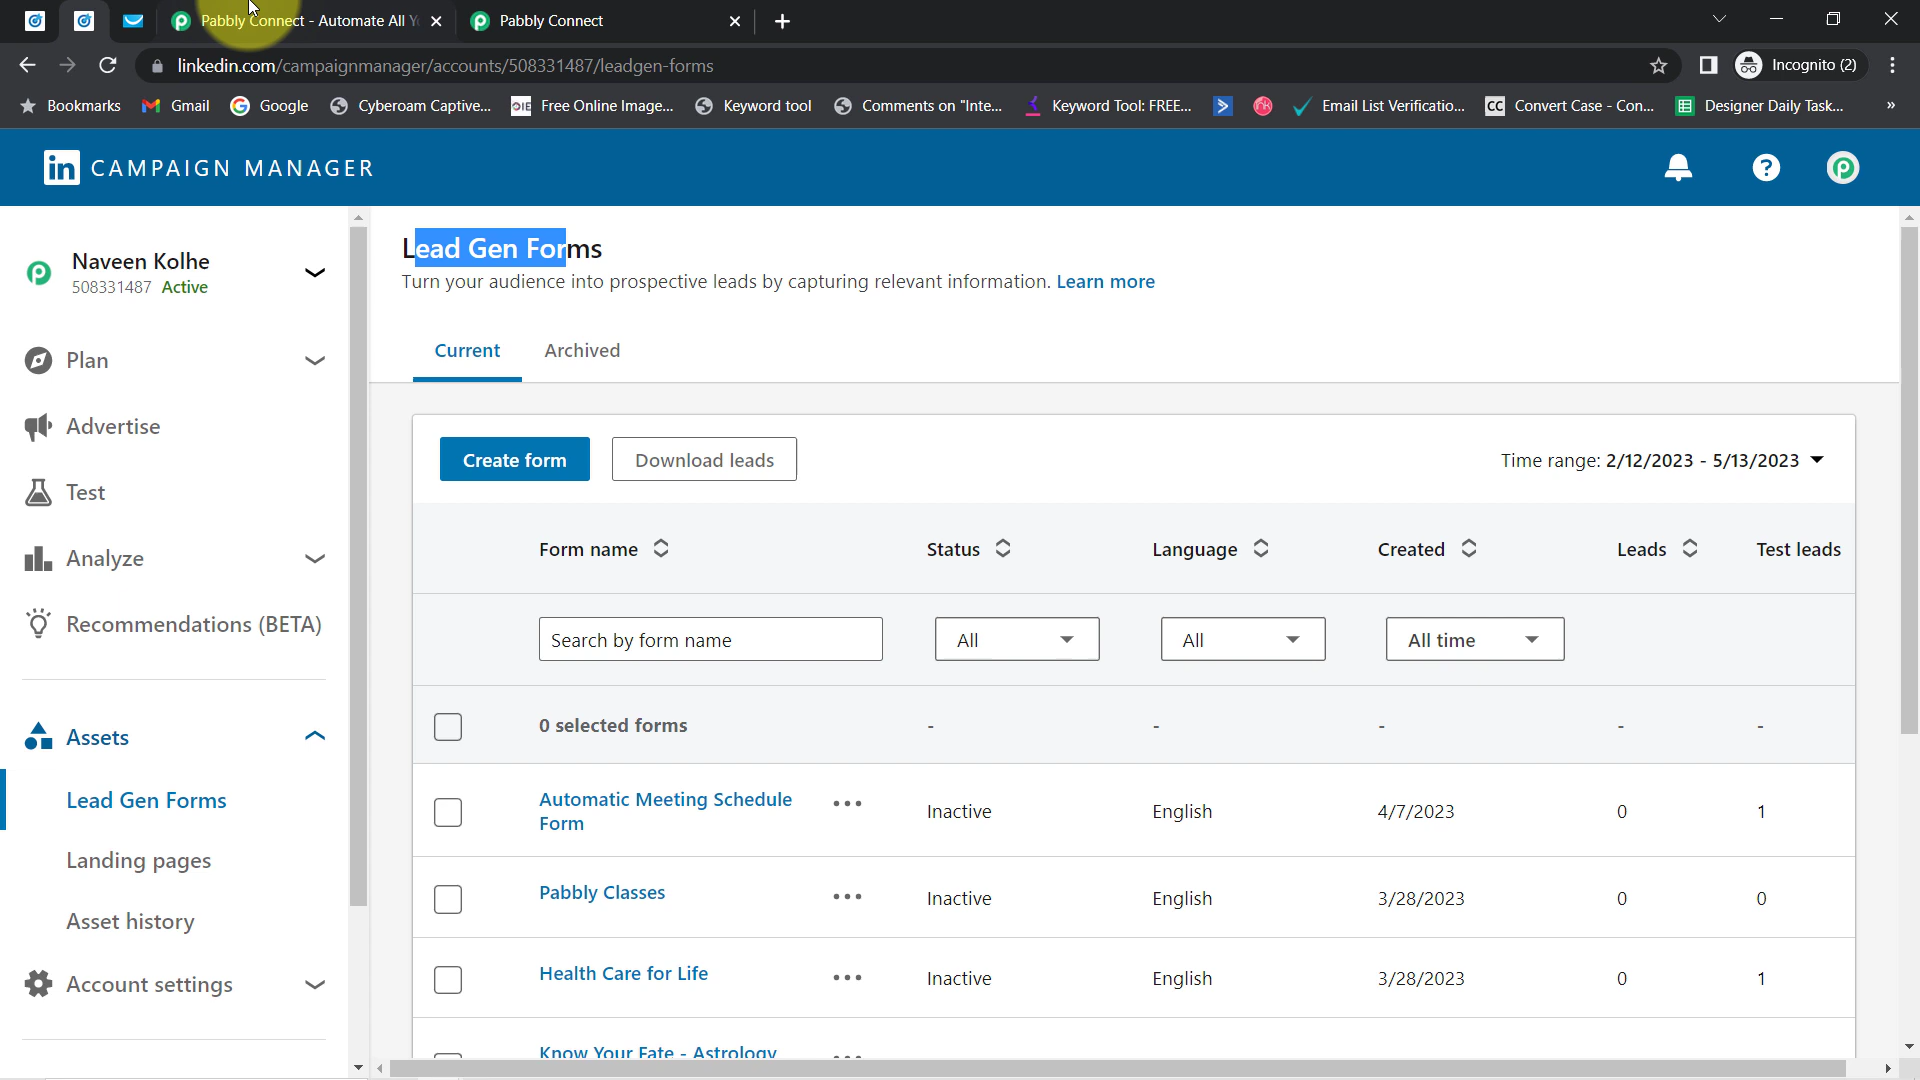 Pabbly Connect - Automate All Y
Pabbly Connect
linkedin.com/campaignmanager/accounts/508331487/leadgen-forms
Incognito (2)
Bookmarks
Gmail
Google
Cyberoam Captive...
Free Online Image...
Keyword tool
Comments on "Inte...
Keyword Tool: FREE...
Email List Verificatio...
CC Convert Case - Con...
Designer Daily Task...
»
in CAMPAIGN MANAGER
Naveen Kolhe
508331487 Active
Plan
Advertise
Test
Analyze
Recommendations (BETA)
Assets
Lead Gen Forms
Landing pages
Asset history
Account settings
Lead Gen Forms
Turn your audience into prospective leads by capturing relevant information. Learn more
Current Archived
Create form Download leads Time range: 2/12/2023 - 5/13/2023
Form name Status Language Created Leads Test leads
Search by form name All All All time
0 selected forms - - - - -
Automatic Meeting Schedule Inactive English 4/7/2023 0 1
Form
Pabbly Classes Inactive English 3/28/2023 0 0
Health Care for Life Inactive English 3/28/2023 0 1
Know Your Fate - Astrology